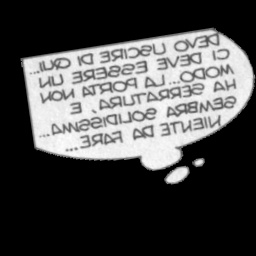 DEVO USCIRE DI QUI.
CI DEVE ESSERE UN
MODO... LA PORTA NON
HA SERRATURA, E
SEMBRA SOLIDISSIMA...
NIENTE DA FARE...